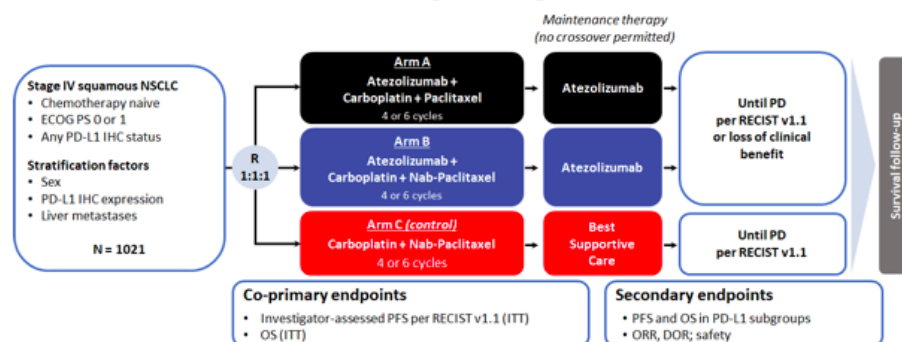 Maintenance therapy
(no crossover permitted)
Stage IV squamous NSCLC
• Chemotherapy naive
• ECOG PS 0 or 1
• Any PD-L1 IHC status
Stratification factors
• Sex
• PD-L1 IHC expression
• Liver metastases
N = 1021
R
1:1:1
Arm A
Atezolizumab +
Carboplatin + Paclitaxel
4 or 6 cycles
Atezolizumab
Arm B
Atezolizumab +
Carboplatin + Nab-Paclitaxel
4 or 6 cycles
Atezolizumab
Arm C (control)
Carboplatin + Nab-Paclitaxel
4 or 6 cycles
Best
Supportive
Care
Until PD
per RECIST v1.1
or loss of clinical
benefit
Until PD
per RECIST v1.1
Survival follow-up
Co-primary endpoints
• Investigator-assessed PFS per RECIST v1.1 (ITT)
• OS (ITT)
Secondary endpoints
• PFS and OS in PD-L1 subgroups
• ORR, DOR; safety